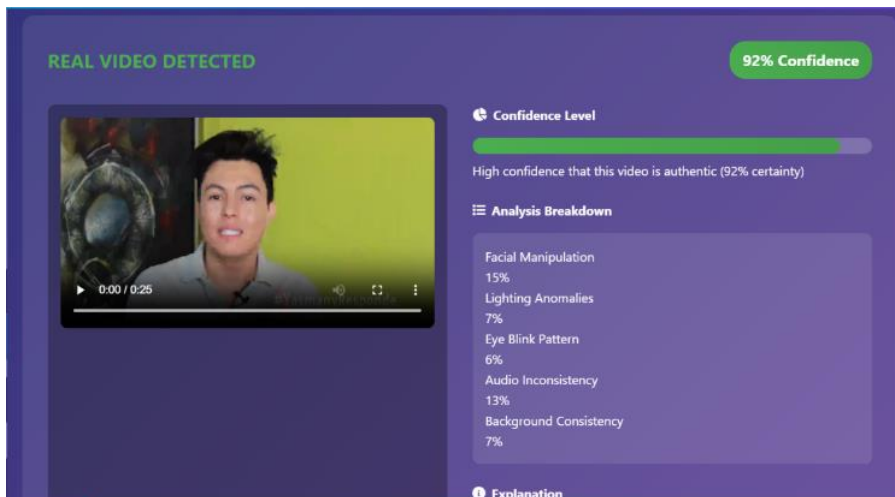 REAL VIDEO DETECTED
92% Confidence
0:00 / 0:25
Confidence Level
High confidence that this video is authentic (92% certainty)
Analysis Breakdown
Facial Manipulation
15%
Lighting Anomalies
7%
Eye Blink Pattern
6%
Audio Inconsistency
13%
Background Consistency
7%
Explanation